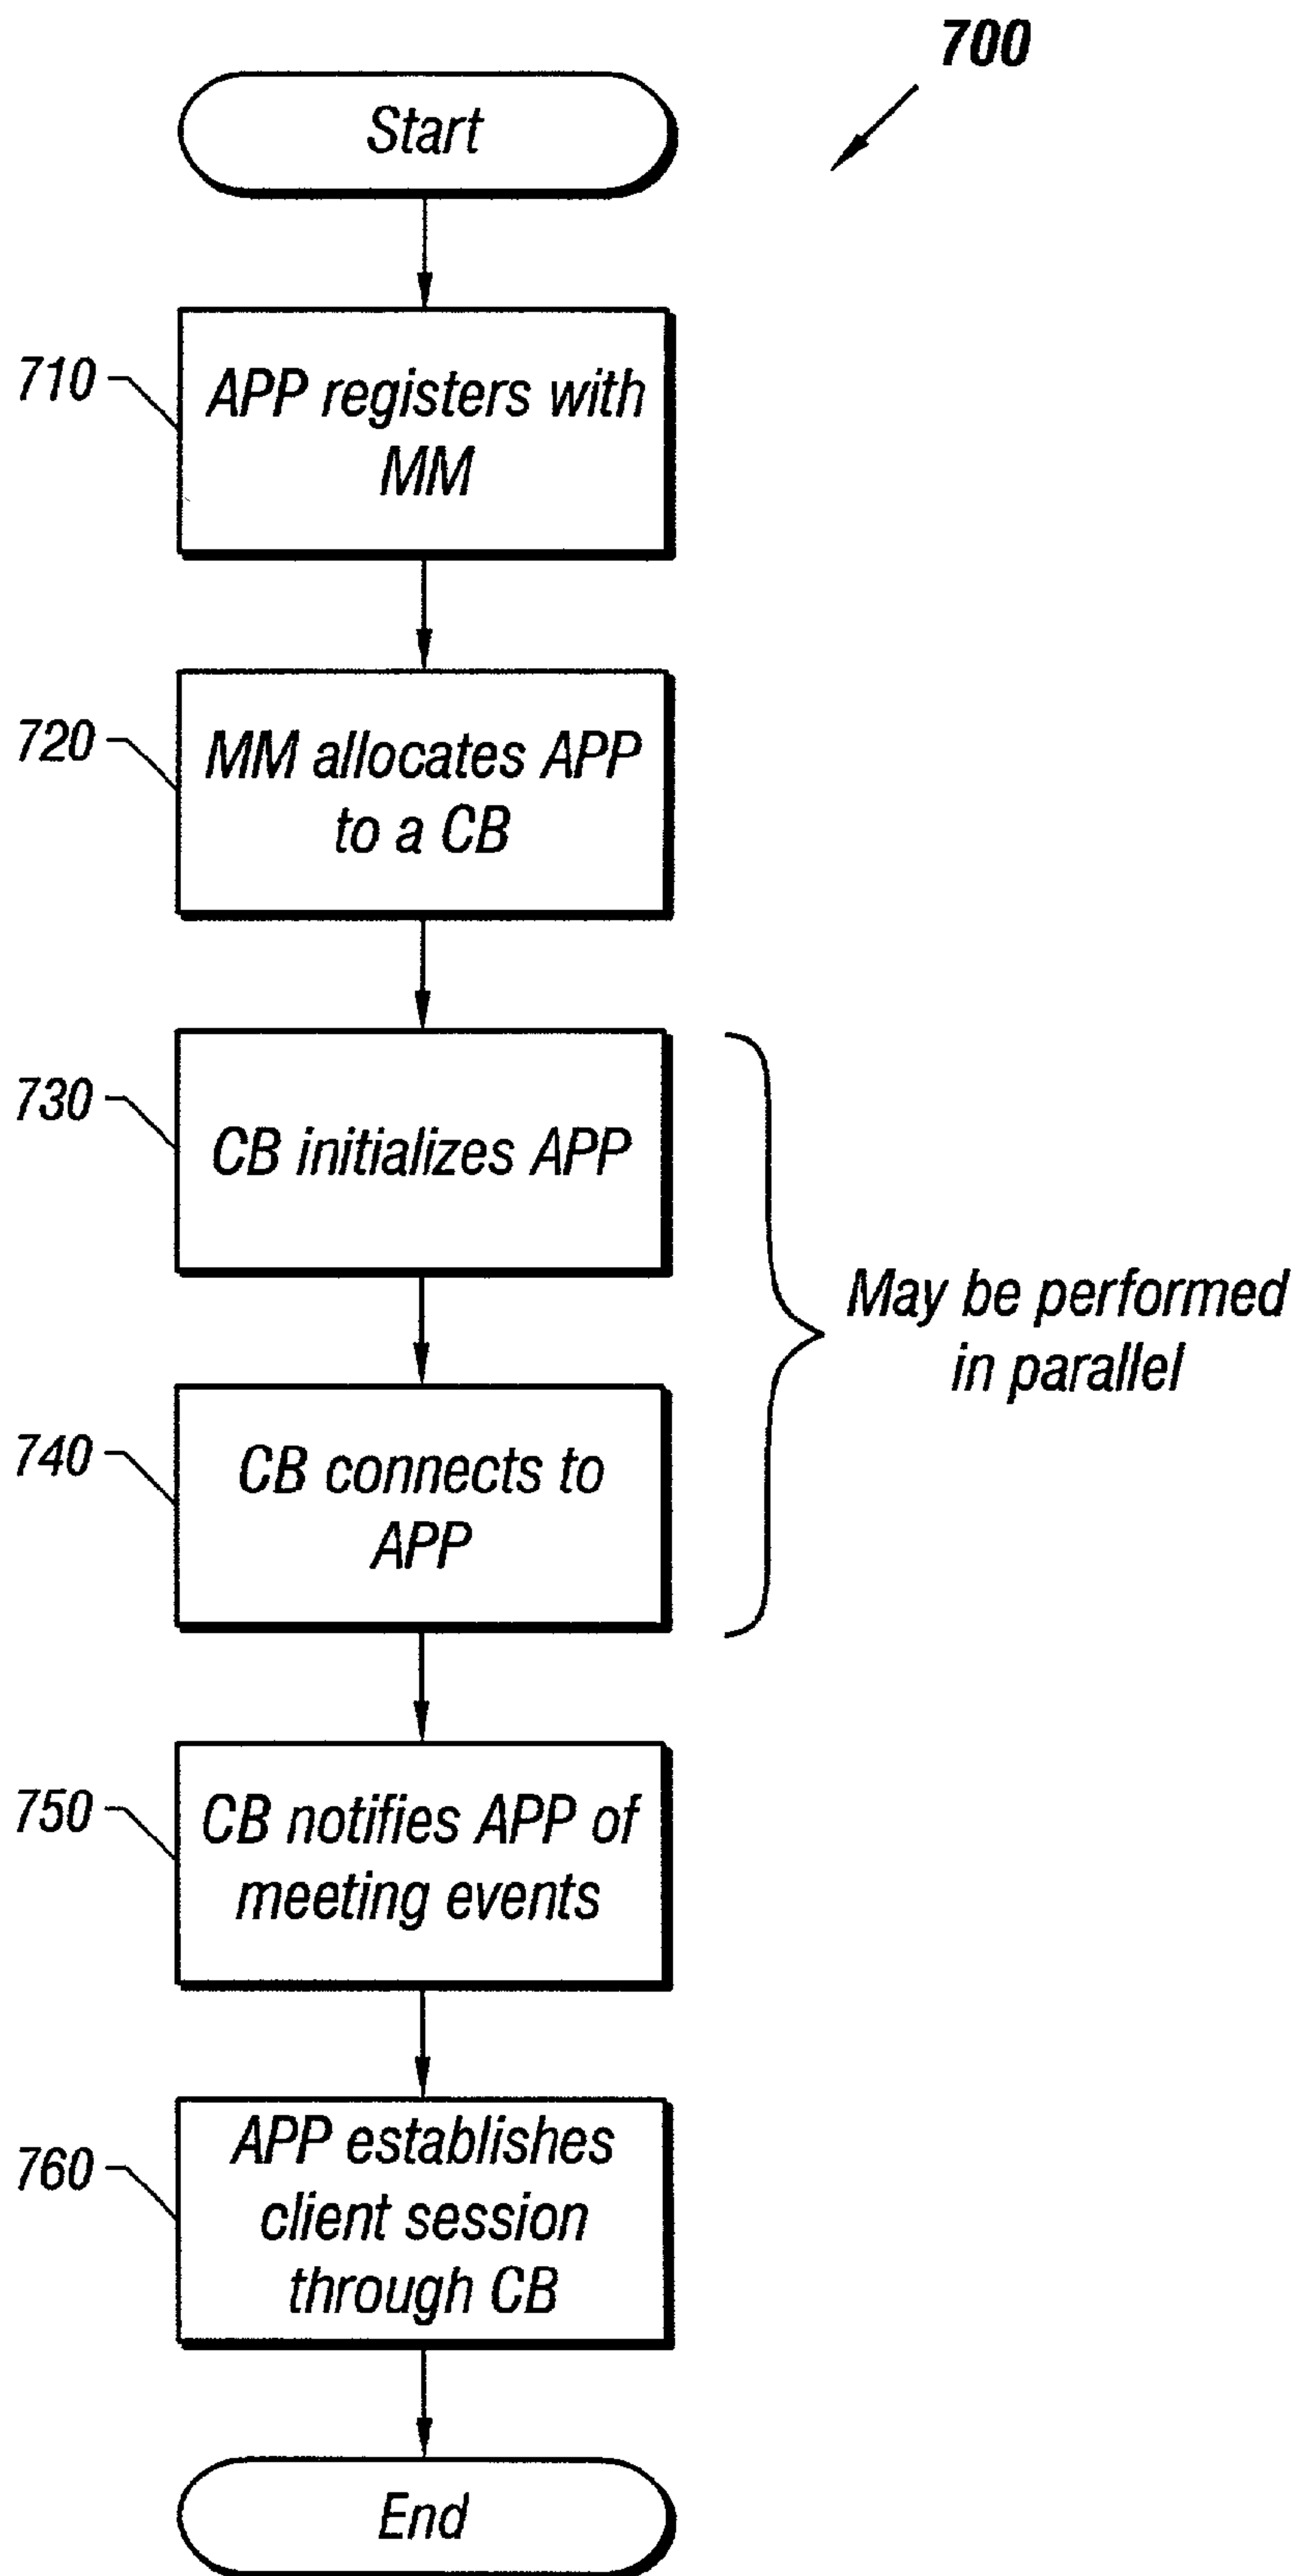 700
Start
710
APP registers with
MM
720
MM allocates APP
to a CB
730
CB initializes APP
May be performed
in parallel
740
CB connects to
APP
750
CB notifies APP of
meeting events
760
APP establishes
client session
through CB
End